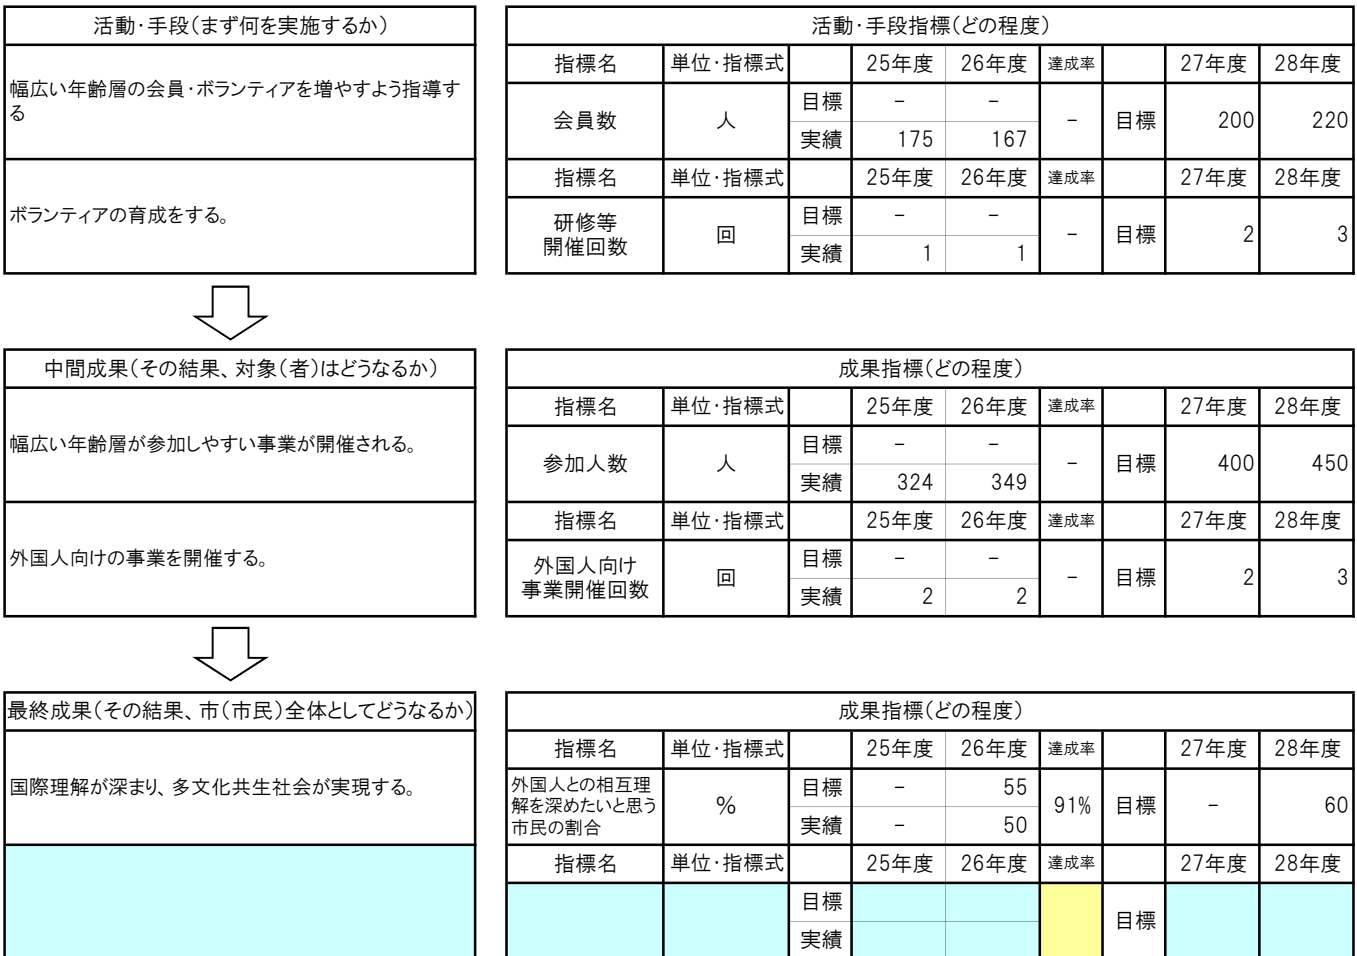 活動・手段（まず何を実施するか）
幅広い年齢層の会員・ボランティアを増やすよう指導す
る
ボランティアの育成をする。
活動・手段指標（どの程度）
指標名 単位・指標式 25年度 26年度 達成率 27年度 28年度
会員数 人 目標 － － － 目標 200 220
実績 175 167
指標名 単位・指標式 25年度 26年度 達成率 27年度 28年度
研修等
開催回数 回 目標 － － － 目標 2 3
実績 1 1
中間成果（その結果、対象（者）はどうなるか）
幅広い年齢層が参加しやすい事業が開催される。
外国人向けの事業を開催する。
成果指標（どの程度）
指標名 単位・指標式 25年度 26年度 達成率 27年度 28年度
参加人数 人 目標 － － － 目標 400 450
実績 324 349
指標名 単位・指標式 25年度 26年度 達成率 27年度 28年度
外国人向け
事業開催回数 回 目標 － － － 目標 2 3
実績 2 2
最終成果（その結果、市（市民）全体としてどうなるか）
国際理解が深まり、多文化共生社会が実現する。
成果指標（どの程度）
指標名 単位・指標式 25年度 26年度 達成率 27年度 28年度
外国人との相互理
解を深めたいと思う
市民の割合 % 目標 － 55 91% 目標 － 60
実績 － 50
指標名 単位・指標式 25年度 26年度 達成率 27年度 28年度
目標 目標
実績